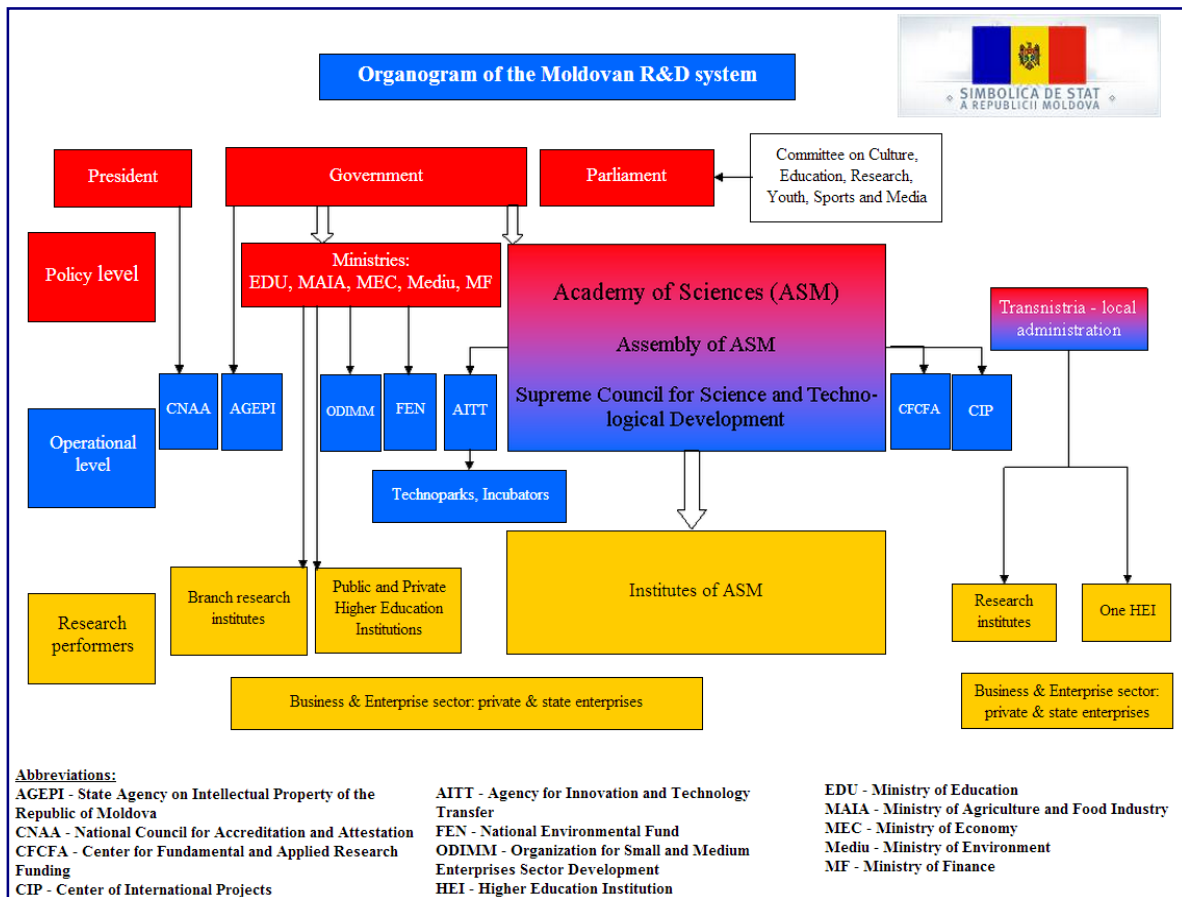 Organogram of the Moldovan R&D system
SIMBOLICA DE STAT
A REPUBLICII MOLDOVA
President
Government
Parliament
Committee on Culture,
Education, Research,
Youth, Sports and Media
Policy level
Ministries:
EDU, MAIA, MEC, Mediu, MF
Academy of Sciences (ASM)
Assembly of ASM
Supreme Council for Science and Techno-
logical Development
Transnistria - local
administration
Operational
level
CNAA
AGEPI
ODIMM
FEN
AITT
CFCFA
CIP
Technoparks, Incubators
Research
performers
Branch research
institutes
Public and Private
Higher Education
Institutions
Institutes of ASM
Research
institutes
One HEI
Business & Enterprise sector: private & state enterprises
Business & Enterprise sector:
private & state enterprises
Abbreviations:
AGEPI - State Agency on Intellectual Property of the
Republic of Moldova
CNAA - National Council for Accreditation and Attestation
CFCFA - Center for Fundamental and Applied Research
Funding
CIP - Center of International Projects
AITT - Agency for Innovation and Technology
Transfer
FEN - National Environmental Fund
ODIMM - Organization for Small and Medium
Enterprises Sector Development
HEI - Higher Education Institution
EDU - Ministry of Education
MAIA - Ministry of Agriculture and Food Industry
MEC - Ministry of Economy
Mediu - Ministry of Environment
MF - Ministry of Finance